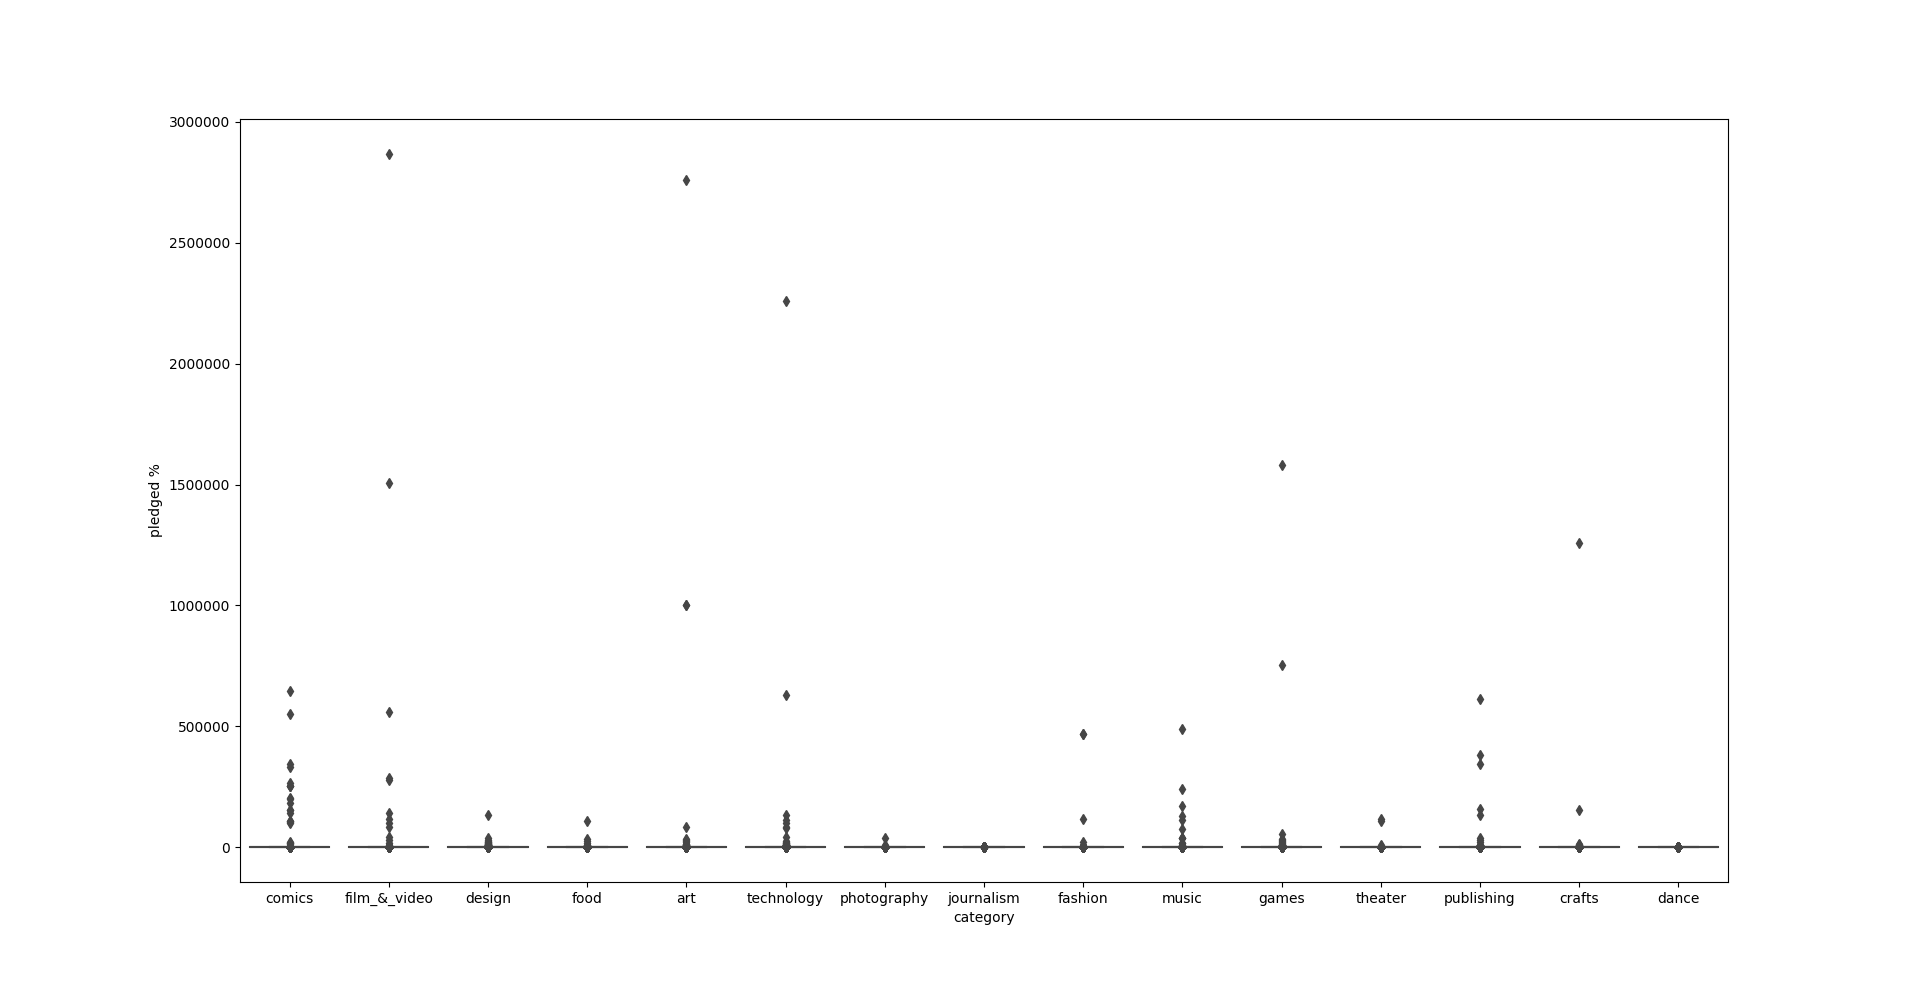 3000000
2500000
2000000
1500000
1000000
500000
0
pledged %
comics film_&_video design food art technology photography journalism fashion music games theater publishing crafts dance
category